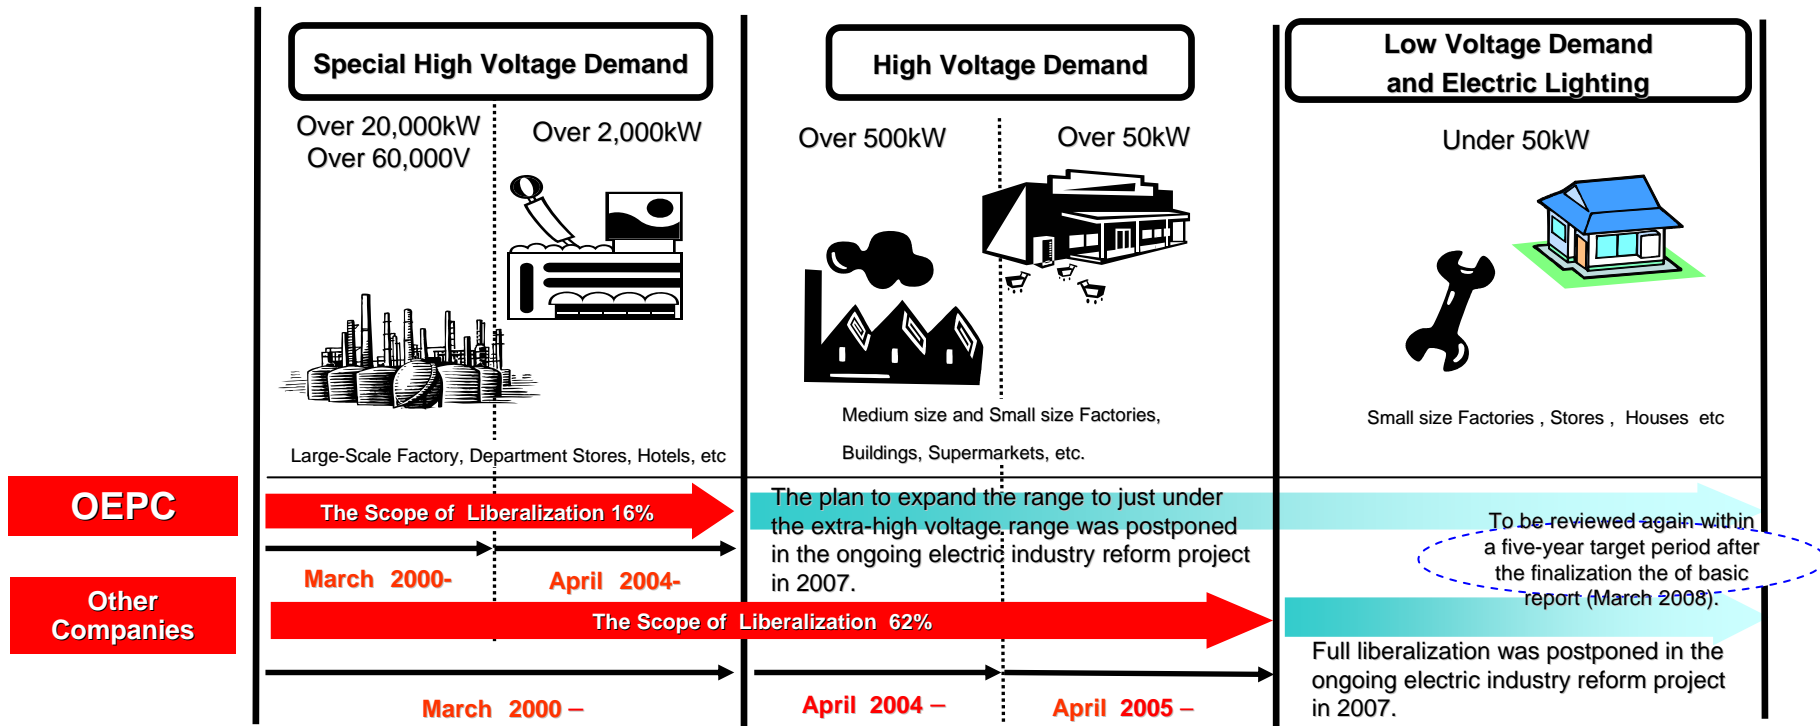 Special High Voltage Demand
High Voltage Demand
Low Voltage Demand
and Electric Lighting
Over 20,000kW
Over 60,000V
Over 2,000kW
Over 500kW
Over 50kW
Under 50kW
Large-Scale Factory, Department Stores, Hotels, etc
Medium size and Small size Factories,
Buildings, Supermarkets, etc.
Small size Factories , Stores , Houses etc
OEPC
The Scope of Liberalization 16%
March 2000-
April 2004-
The plan to expand the range to just under
the extra-high voltage range was postponed
in the ongoing electric industry reform project
in 2007.
To be reviewed again within
a five-year target period after
the finalization the of basic
report (March 2008).
Other
Companies
The Scope of Liberalization 62%
March 2000 –
April 2004 –
April 2005 –
Full liberalization was postponed in the
ongoing electric industry reform project
in 2007.